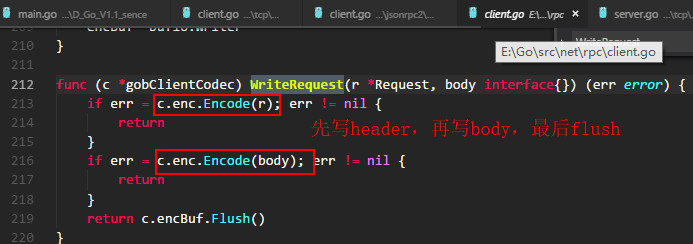 main.go ...\D_Go_V1.1_sence
client.go ...\tcp\...
client.go ...\jsonrpc2\...
client.go E:\...\rpc
server.go ...\tcp\...
WriteRequest
E:\Go\src\net\rpc\client.go
210 }
211
212 func (c *gobClientCodec) WriteRequest(r *Request, body interface{}) (err error) {
213 if err = c.enc.Encode(r); err != nil {
214 return
215 }
先写header，再写body，最后flush
216 if err = c.enc.Encode(body); err != nil {
217 return
218 }
219 return c.encBuf.Flush()
220 }